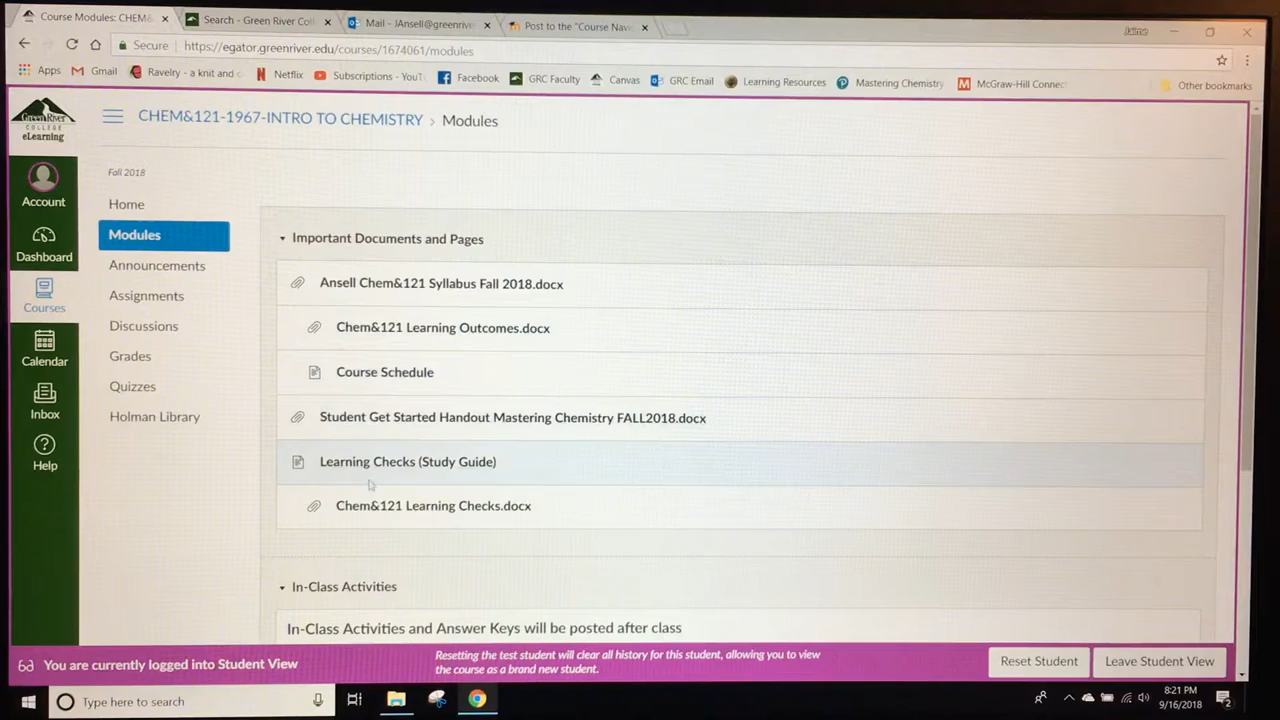 Course Modules: CHEM&
Search - Green River Coll
Mail - JAnsell@greenrive
Post to the "Course Navi
Secure
https://egator.greenriver.edu/courses/1674061/modules
Apps
Gmail
Ravelry - a knit and c
Netflix
Subscriptions - YouT
Facebook
GRC Faculty
Canvas
GRC Email
Learning Resources
Mastering Chemistry
McGraw-Hill Connect
Other bookmarks
Green River
COLLEGE
eLearning
CHEM&121-1967-INTRO TO CHEMISTRY > Modules
Account
Dashboard
Courses
Calendar
Inbox
Help
Fall 2018
Home
Modules
Announcements
Assignments
Discussions
Grades
Quizzes
Holman Library
Important Documents and Pages
Ansell Chem&121 Syllabus Fall 2018.docx
Chem&121 Learning Outcomes.docx
Course Schedule
Student Get Started Handout Mastering Chemistry FALL2018.docx
Learning Checks (Study Guide)
Chem&121 Learning Checks.docx
In-Class Activities
In-Class Activities and Answer Keys will be posted after class
You are currently logged into Student View
Resetting the test student will clear all history for this student, allowing you to view
the course as a brand new student.
Reset Student
Leave Student View
Type here to search
8:21 PM
9/16/2018
2